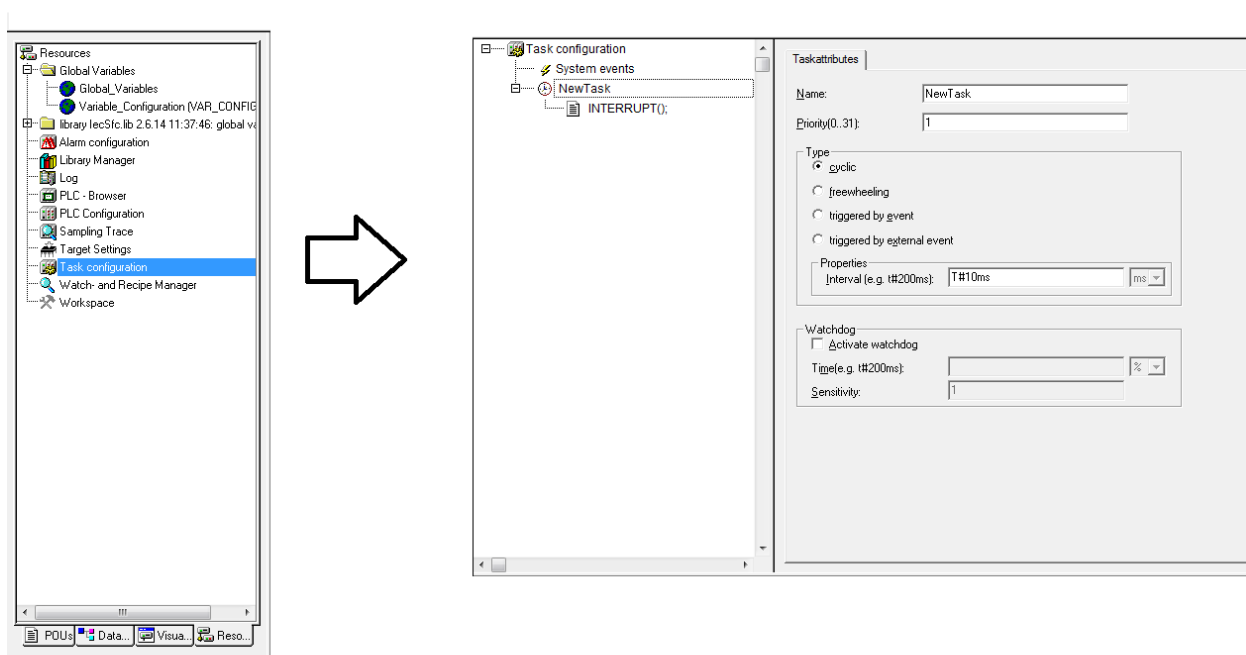 Resources
Global Variables
Global_Variables
Variable_Configuration (VAR_CONFIG
library IecSfc.lib 2.6.14 11:37:46: global va
Alarm configuration
Library Manager
Log
PLC - Browser
PLC Configuration
Sampling Trace
Target Settings
Task configuration
Watch- and Recipe Manager
Workspace
POUs
Data...
Visua...
Reso...
Task configuration
System events
NewTask
INTERRUPT();
Taskattributes
Name: NewTask
Priority(0..31): 1
Type
cyclic
freewheeling
triggered by event
triggered by external event
Properties
Interval (e.g. t#200ms): T#10ms ms
Watchdog
Activate watchdog
Time(e.g. t#200ms): %
Sensitivity: 1